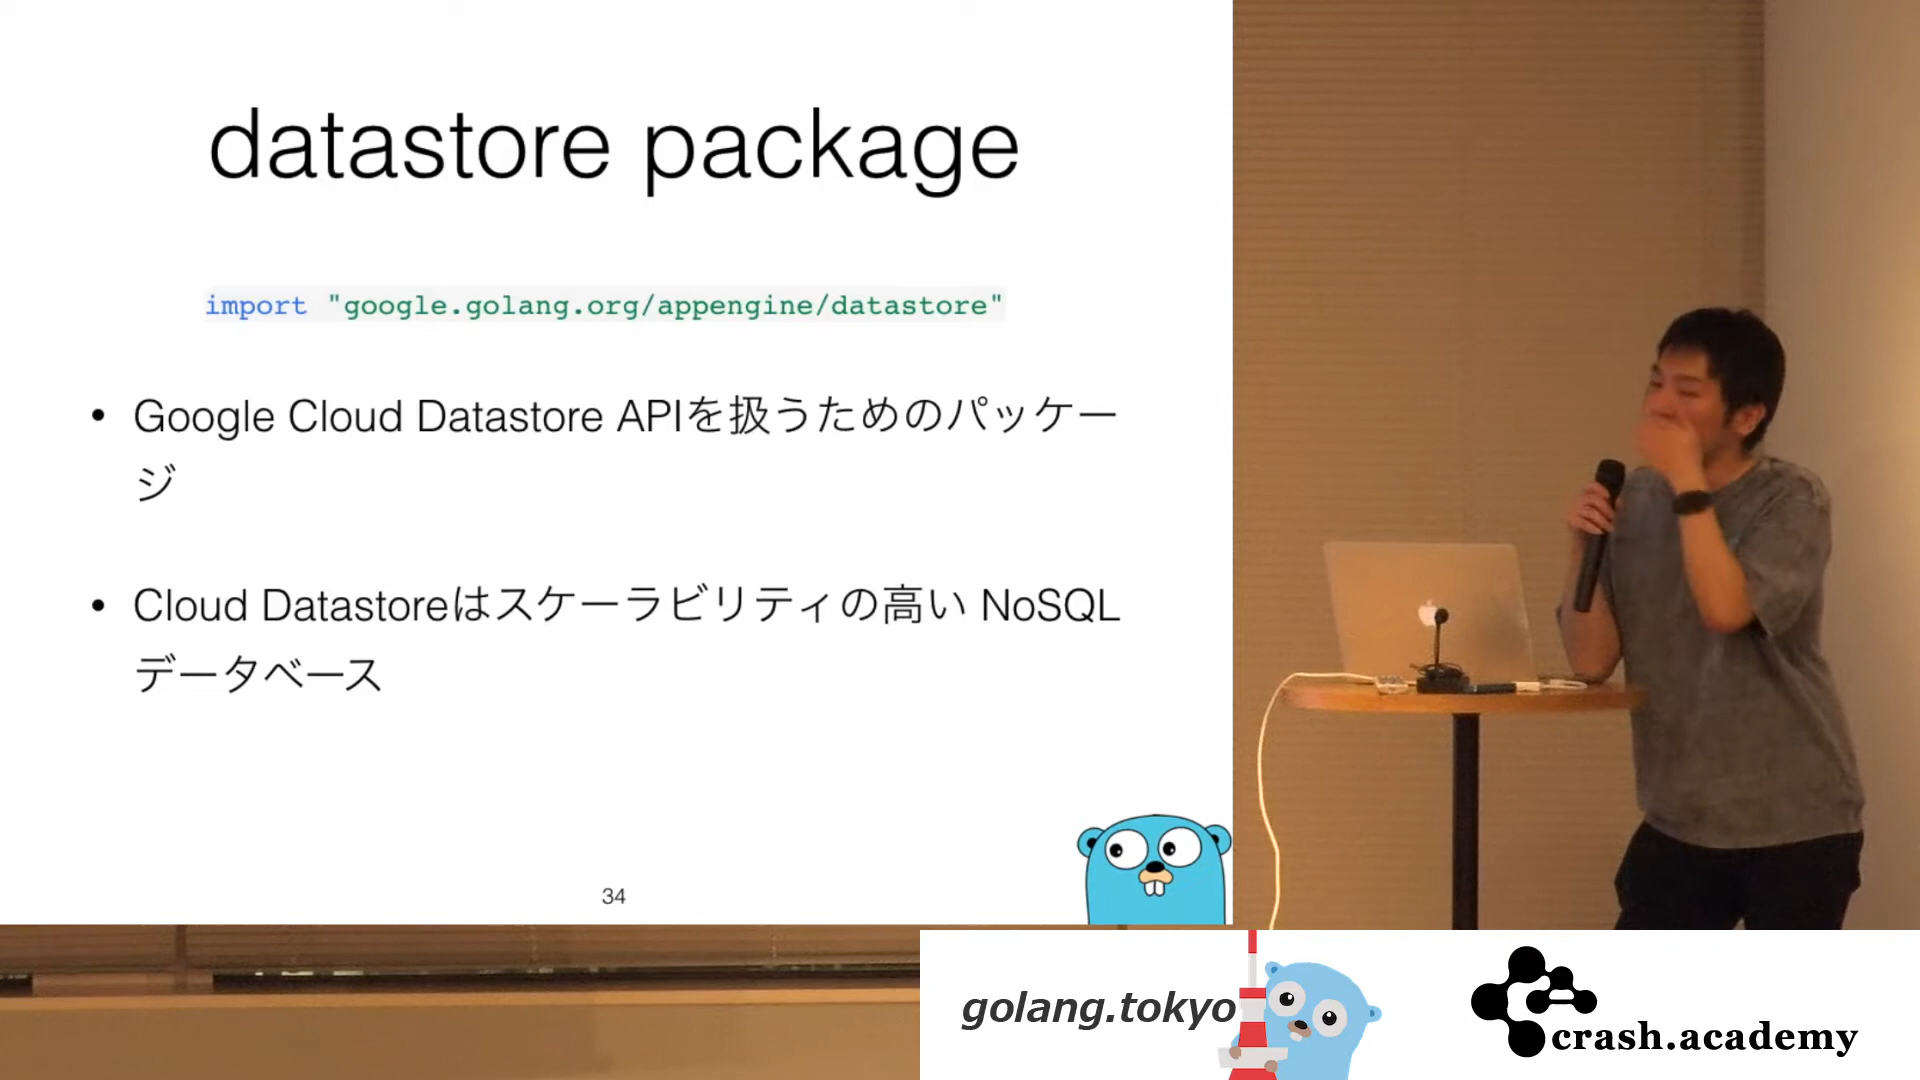 datastore package
import "google.golang.org/appengine/datastore"
• Google Cloud Datastore APIを扱うためのパッケー
ジ
• Cloud Datastoreはスケーラビリティの高い NoSQL
データベース
34
golang.tokyo
crash.academy